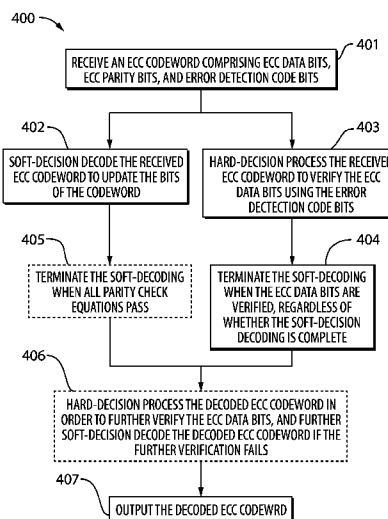 400
401
RECEIVE AN ECC CODEWORD COMPRISING ECC DATA BITS,
ECC PARITY BITS, AND ERROR DETECTION CODE BITS
402
403
SOFT-DECISION DECODE THE RECEIVED
ECC CODEWORD TO UPDATE THE BITS
OF THE CODEWORD
HARD-DECISION PROCESS THE RECEIVED
ECC CODEWORD TO VERIFY THE ECC
DATA BITS USING THE ERROR
DECTECTION CODE BITS
405
404
TERMINATE THE SOFT-DECODING
WHEN ALL PARITY CHECK
EQUATIONS PASS
TERMINATE THE SOFT-DECODING
WHEN THE ECC DATA BITS ARE
VERIFIED, REGARDLESS OF
WHETHER THE SOFT-DECISION
DECODING IS COMPLETE
406
HARD-DECISION PROCESS THE DECODED ECC CODEWORD IN
ORDER TO FURTHER VERIFY THE ECC DATA BITS, AND FURTHER
SOFT-DECISION DECODE THE DECODED ECC CODEWORD IF THE
FURTHER VERIFICATION FAILS
407
OUTPUT THE DECODED ECC CODEWRD